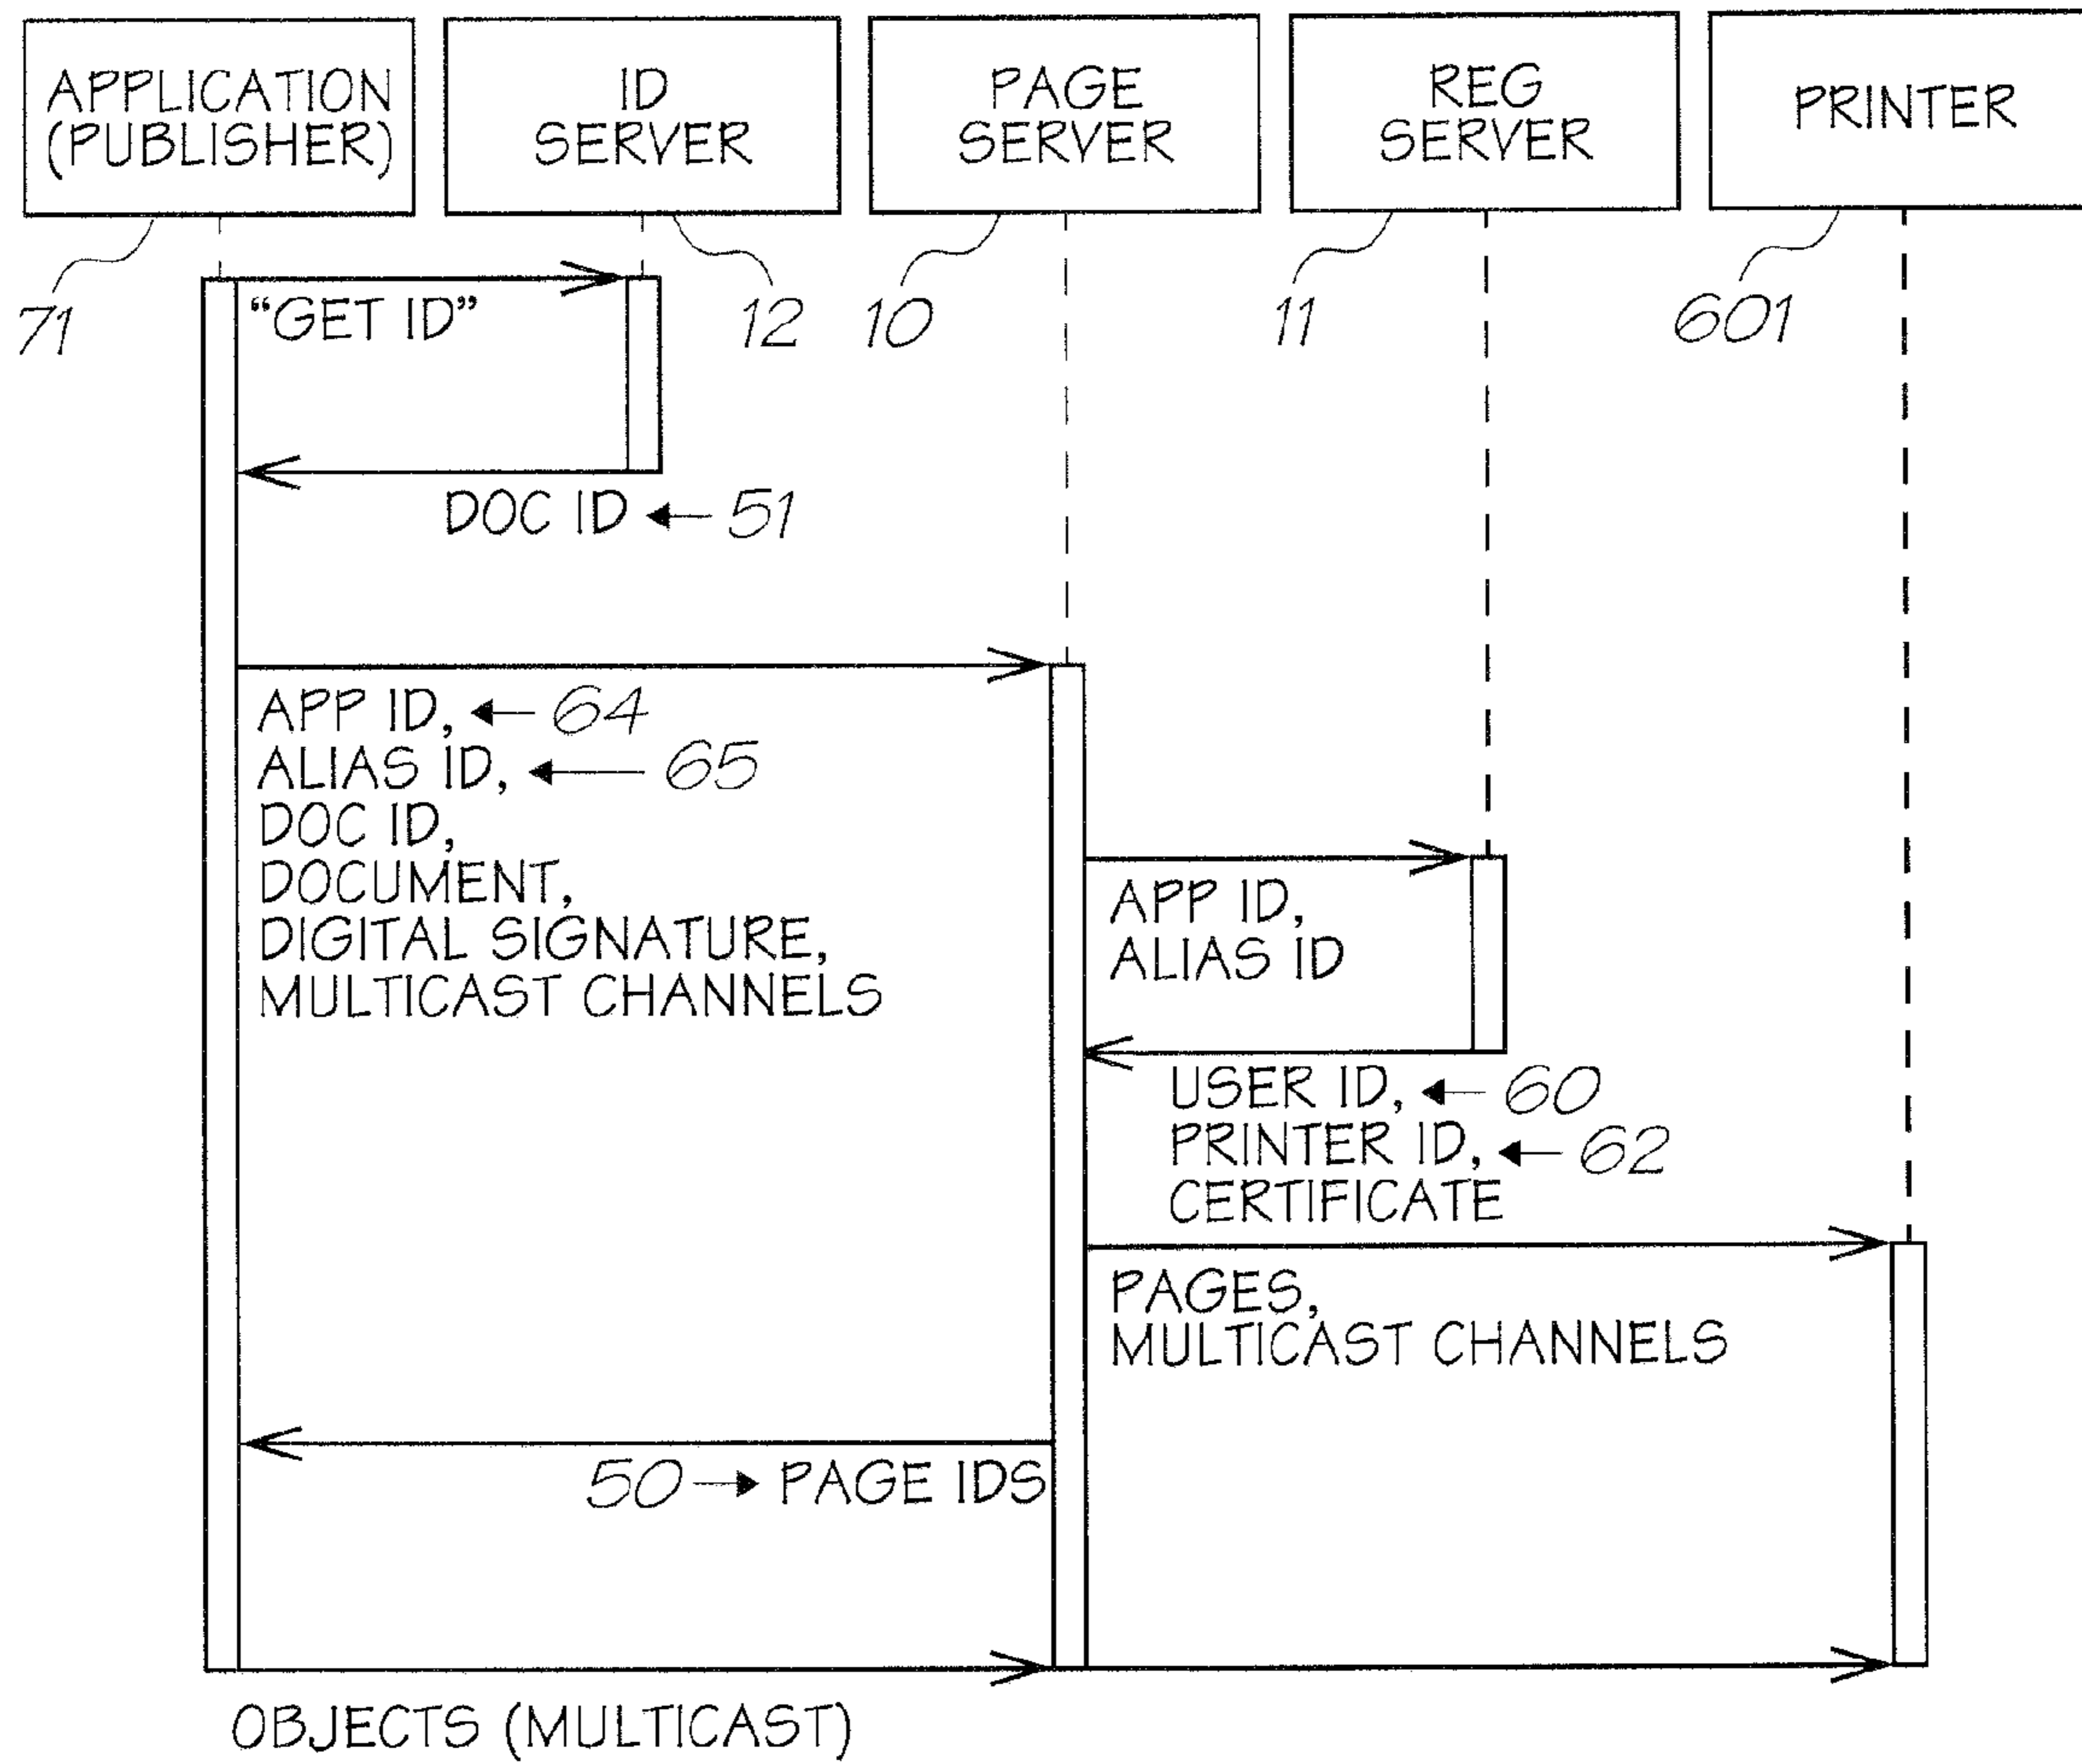 APPLICATION
(PUBLISHER)
ID
SERVER
PAGE
SERVER
REG
SERVER
PRINTER
71
12
10
11
601
“GET ID”
DOC ID 51
APP ID, 64
ALIAS ID, 65
DOC ID,
DOCUMENT,
DIGITAL SIGNATURE,
MULTICAST CHANNELS
APP ID,
ALIAS ID
USER ID, 60
PRINTER ID, 62
CERTIFICATE
PAGES,
MULTICAST CHANNELS
50 PAGE IDS
OBJECTS (MULTICAST)